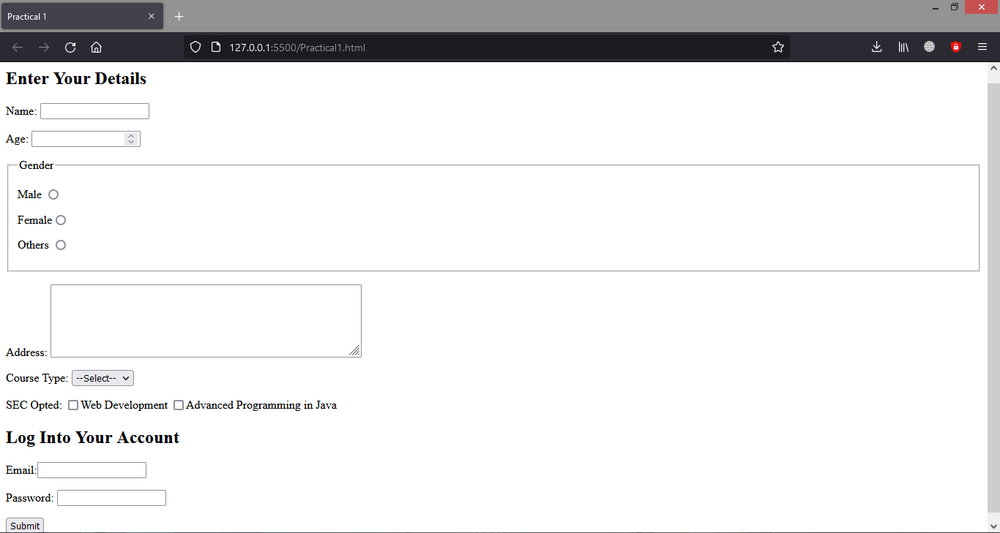 Practical 1
127.0.0.1:5500/Practical1.html
Enter Your Details
Name:
Age:
Gender
Male
Female
Others
Address:
Course Type: --Select--
SEC Opted: Web Development Advanced Programming in Java
Log Into Your Account
Email:
Password:
Submit